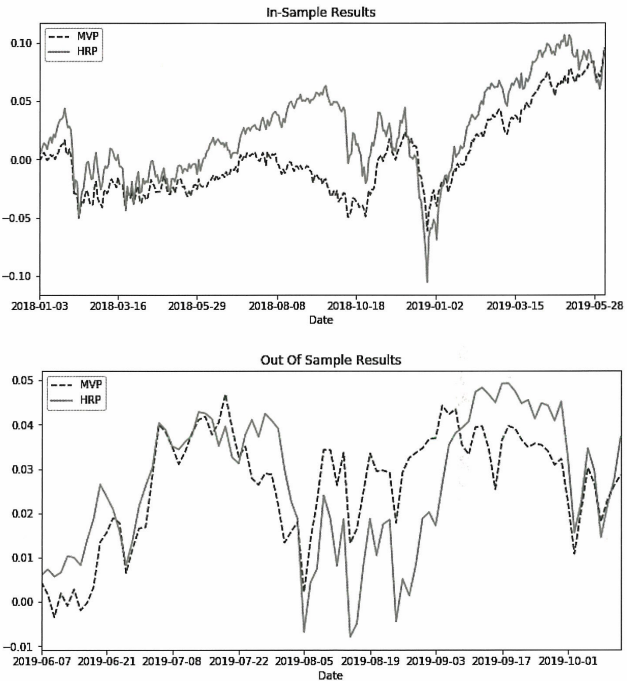 In-Sample Results
MVP
HRP
0.10
0.05
0.00
−0.05
−0.10
2018-01-03 2018-03-16 2018-05-29 2018-08-08 2018-10-18 2019-01-02 2019-03-15 2019-05-28
Date
Out Of Sample Results
MVP
HRP
0.05
0.04
0.03
0.02
0.01
0.00
−0.01
2019-06-07 2019-06-21 2019-07-08 2019-07-22 2019-08-05 2019-08-19 2019-09-03 2019-09-17 2019-10-01
Date